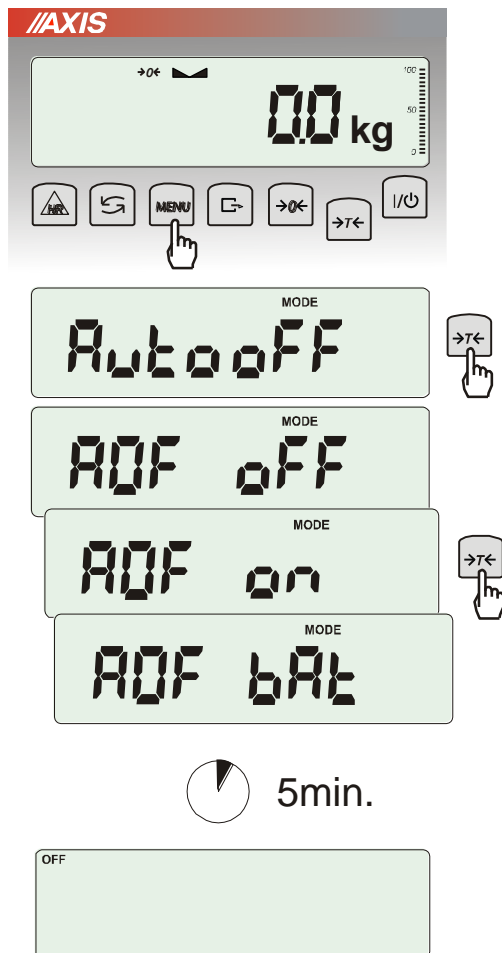 //AXIS
→0←
100
50
0
0.0 kg
HR
MENU
→0←
→T←
I/⏻
MODE
AutooFF
→T←
MODE
AOF oFF
MODE
AOF on
→T←
MODE
AOF bAt
5min.
OFF